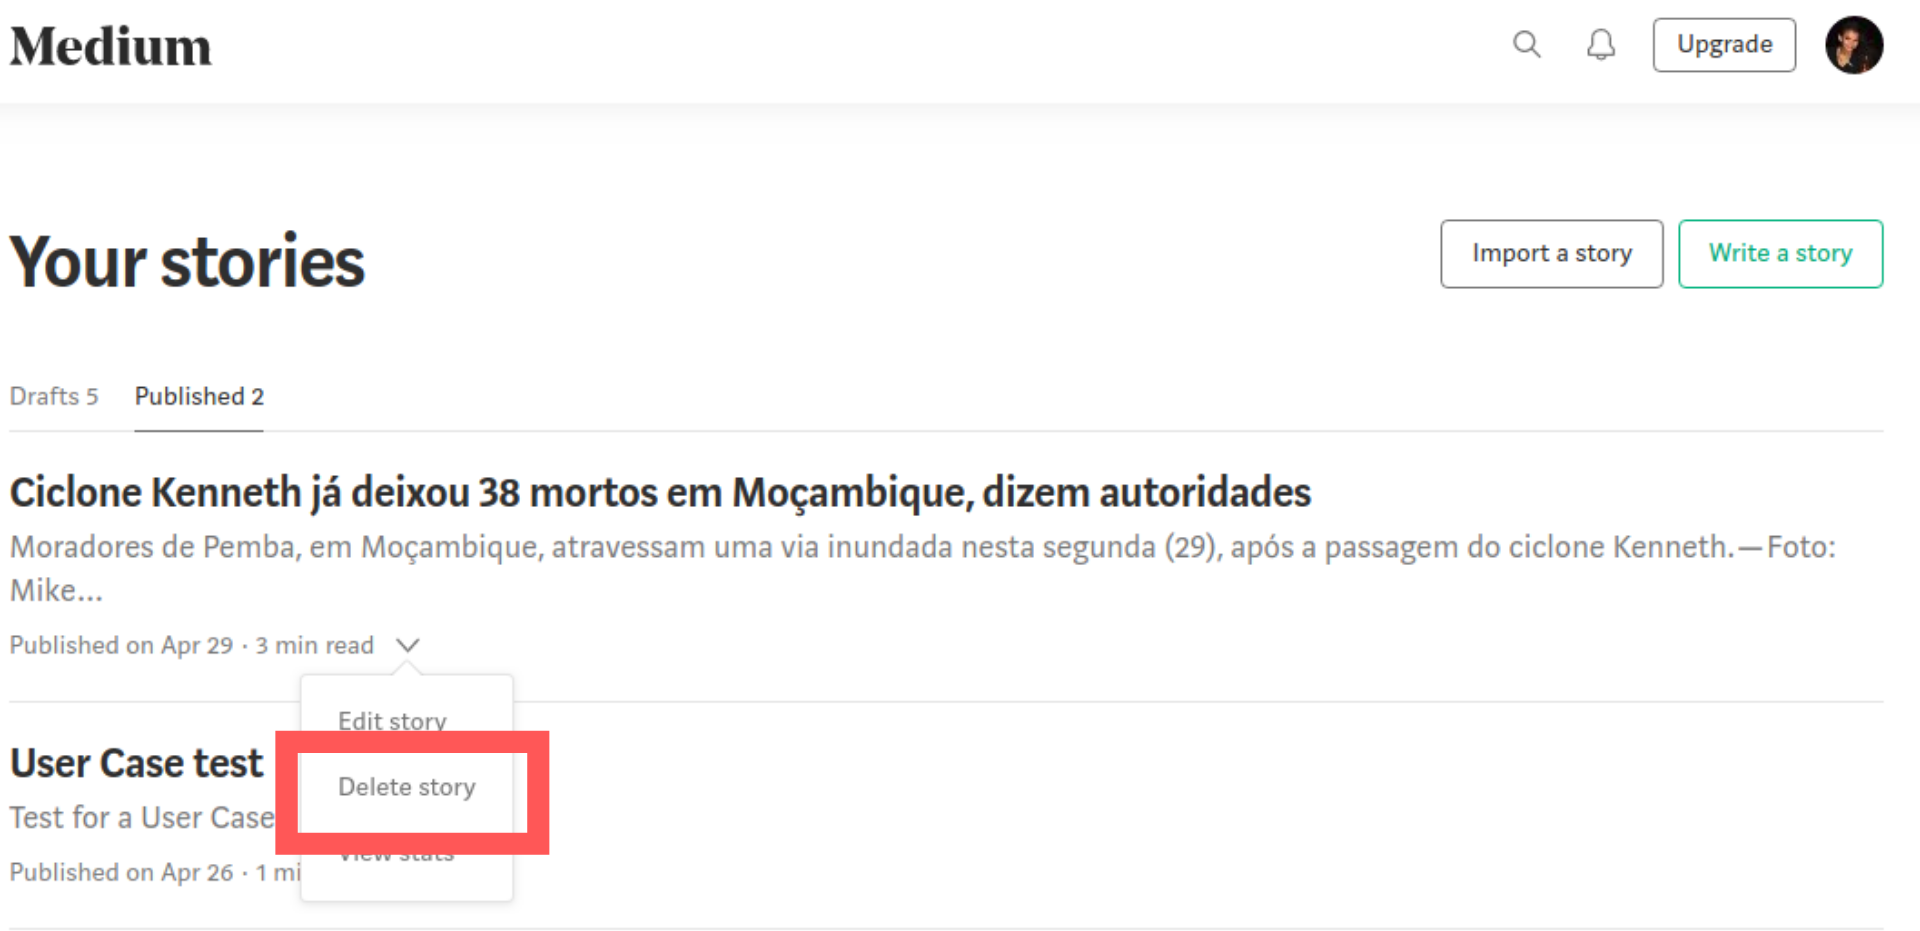 Medium
Upgrade
Your stories
Import a story
Write a story
Drafts 5
Published 2
Ciclone Kenneth já deixou 38 mortos em Moçambique, dizem autoridades
Moradores de Pemba, em Moçambique, atravessam uma via inundada nesta segunda (29), após a passagem do ciclone Kenneth.—Foto:
Mike...
Published on Apr 29 · 3 min read
Edit story
User Case test
Delete story
Test for a User Case
View stats
Published on Apr 26 · 1 mi